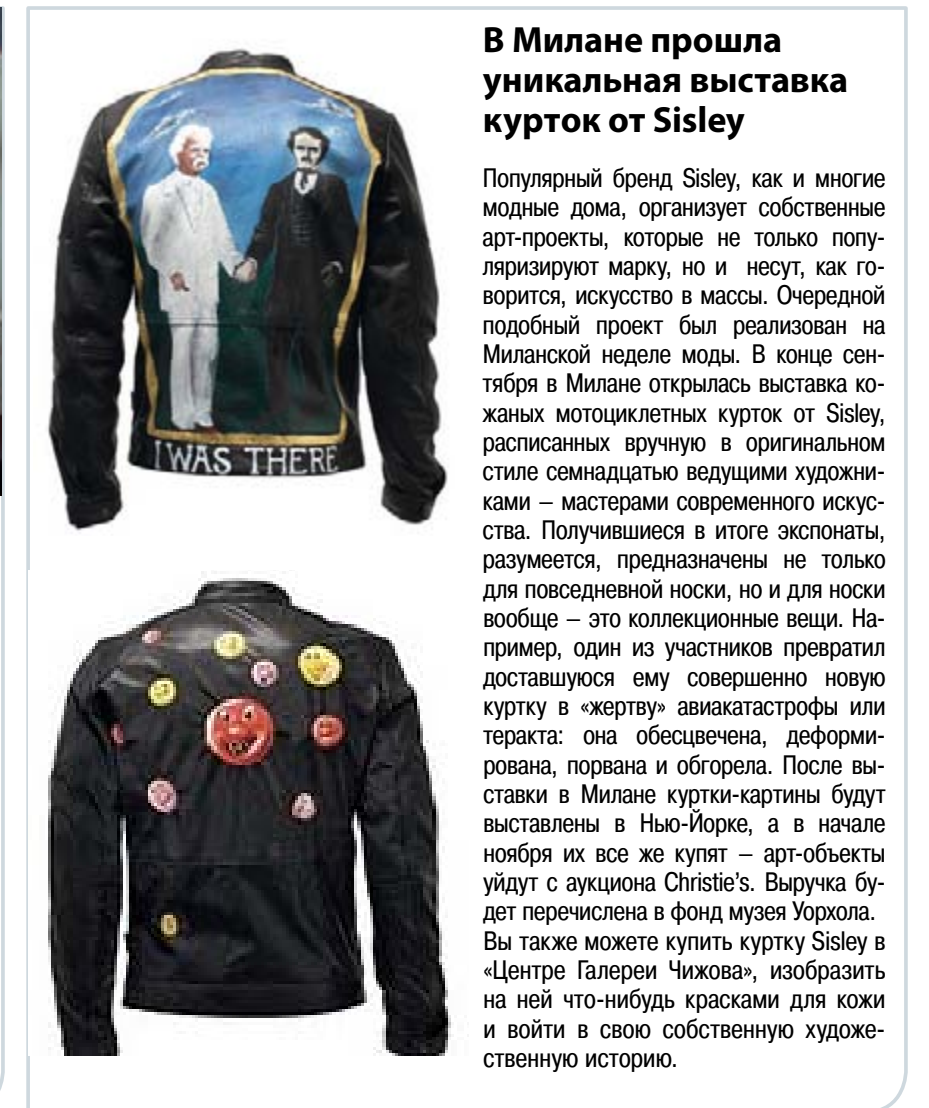 В Милане прошла
уникальная выставка
курток от Sisley
Популярный бренд Sisley, как и многие
модные дома, организует собственные
арт-проекты, которые не только попу-
ляризируют марку, но и несут, как го-
ворится, искусство в массы. Очередной
подобный проект был реализован на
Миланской неделе моды. В конце сен-
тября в Милане открылась выставка ко-
жаных мотоциклетных курток от Sisley,
расписанных вручную в оригинальном
стиле семнадцатью ведущими художни-
ками – мастерами современного искус-
ства. Получившиеся в итоге экспонаты,
разумеется, предназначены не только
для повседневной носки, но и для носки
вообще – это коллекционные вещи. На-
пример, один из участников превратил
доставшуюся ему совершенно новую
куртку в «жертву» авиакатастрофы или
теракта: она обесцвечена, деформи-
рована, порвана и обгорела. После вы-
ставки в Милане куртки-картины будут
выставлены в Нью-Йорке, а в начале
ноября их все же купят – арт-объекты
уйдут с аукциона Christie's. Выручка бу-
дет перечислена в фонд музея Уорхола.
Вы также можете купить куртку Sisley в
«Центре Галереи Чижова», изобразить
на ней что-нибудь красками для кожи
и войти в свою собственную художе-
ственную историю.
I WAS THERE